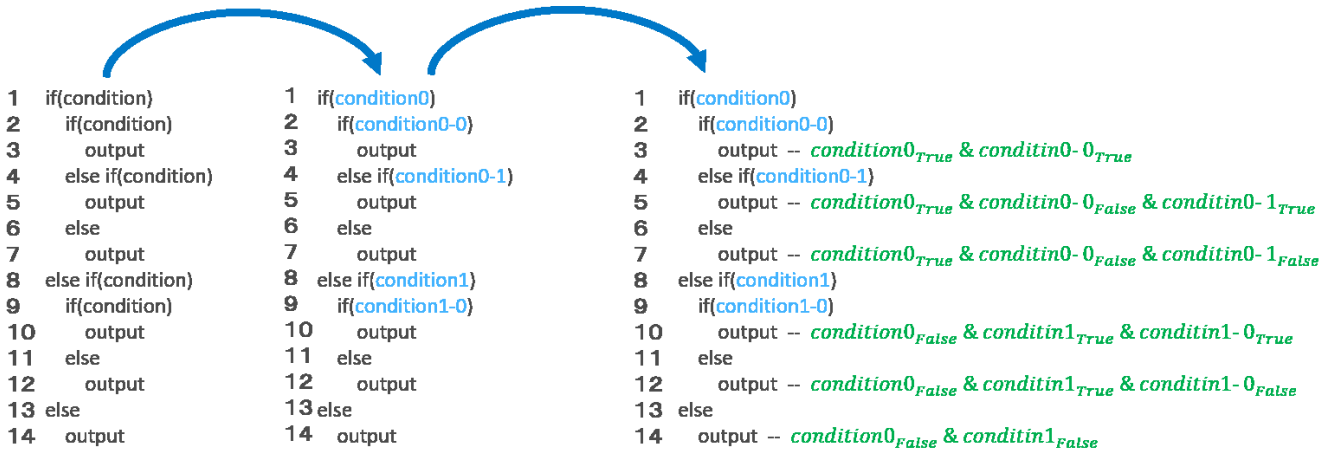 1 if(condition)
2 if(condition)
3 output
4 else if(condition)
5 output
6 else
7 output
8 else if(condition)
9 if(condition)
10 output
11 else
12 output
13 else
14 output
1 if(condition0)
2 if(condition0-0)
3 output
4 else if(condition0-1)
5 output
6 else
7 output
8 else if(condition1)
9 if(condition1-0)
10 output
11 else
12 output
13 else
14 output
1 if(condition0)
2 if(condition0-0)
3 output -- condition0True & conditin0-0True
4 else if(condition0-1)
5 output -- condition0True & conditin0-0False & conditin0-1True
6 else
7 output -- condition0True & conditin0-0False & conditin0-1False
8 else if(condition1)
9 if(condition1-0)
10 output -- condition0False & conditin1True & conditin1-0True
11 else
12 output -- condition0False & conditin1True & conditin1-0False
13 else
14 output -- condition0False & conditin1False